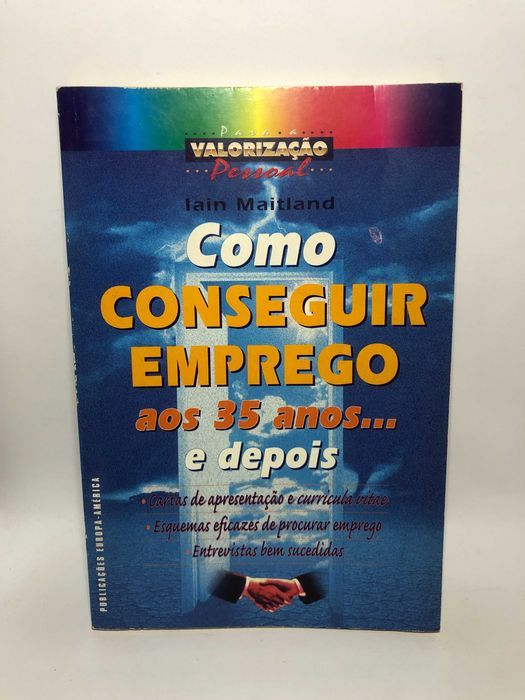 Para a
VALORIZAÇÃO
Pessoal
Iain Maitland
Como
CONSEGUIR
EMPREGO
aos 35 anos...
e depois
• Cartas de apresentação e curricula vitae
• Esquemas eficazes de procurar emprego
• Entrevistas bem sucedidas
PUBLICAÇÕES EUROPA-AMÉRICA